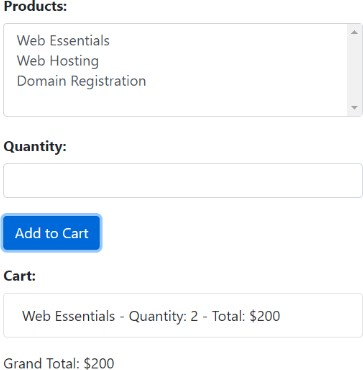 Products:
Web Essentials
Web Hosting
Domain Registration
Quantity:
Add to Cart
Cart:
Web Essentials - Quantity: 2 - Total: $200
Grand Total: $200